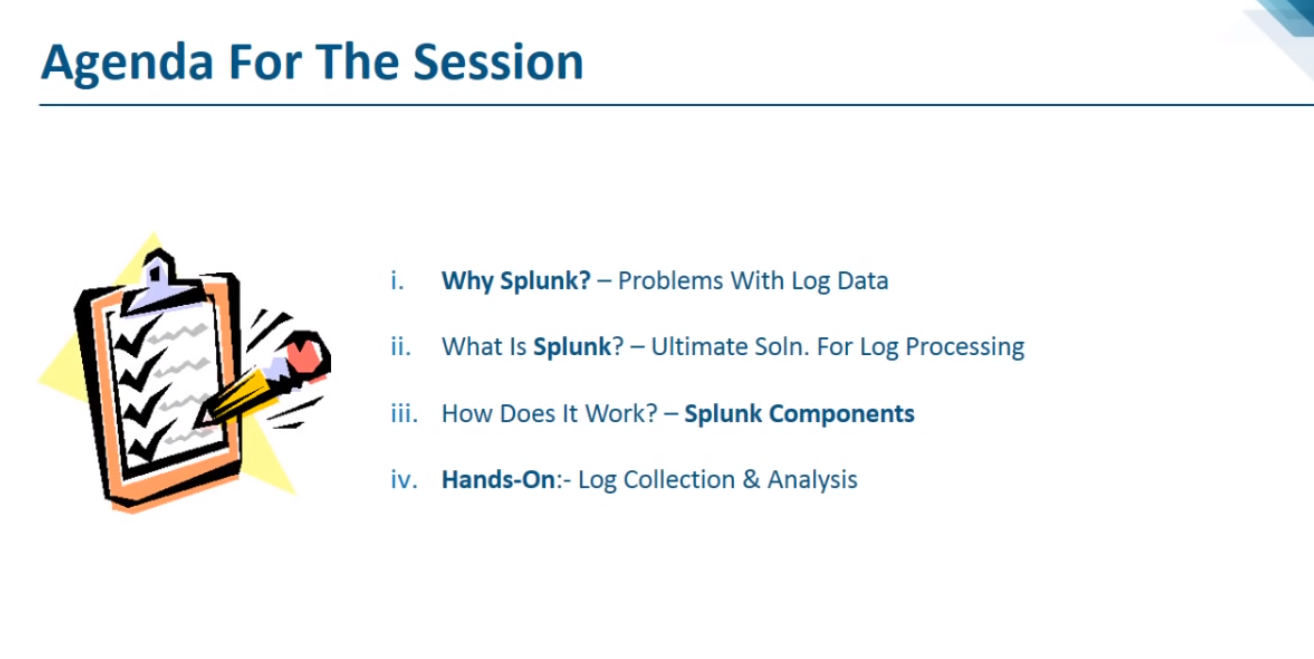 Agenda For The Session
i. Why Splunk? – Problems With Log Data
ii. What Is Splunk? – Ultimate Soln. For Log Processing
iii. How Does It Work? – Splunk Components
iv. Hands-On:- Log Collection & Analysis